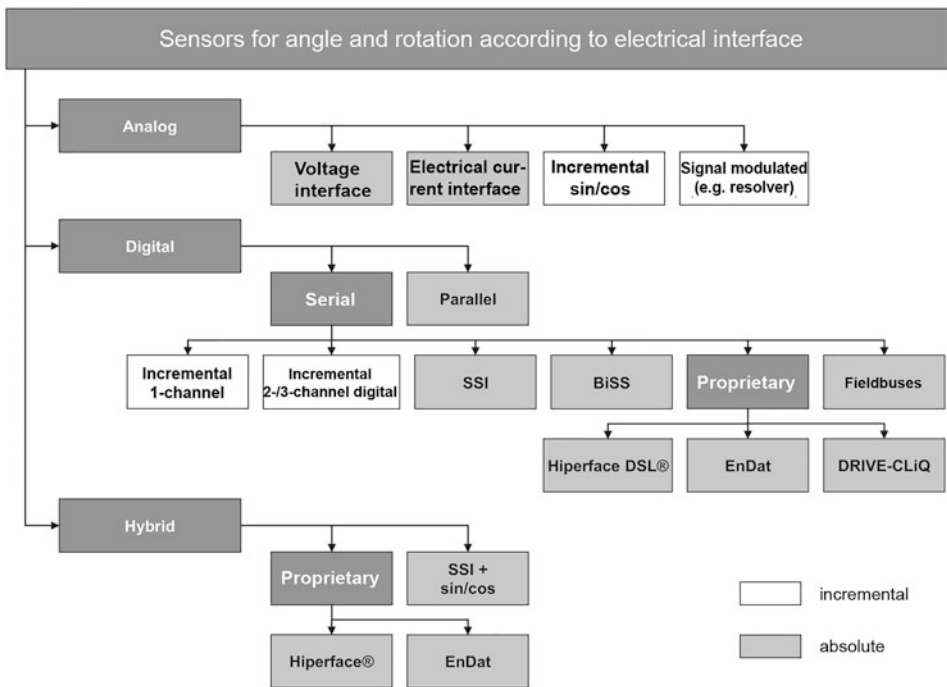 Sensors for angle and rotation according to electrical interface
Analog
Voltage
interface
Electrical cur-
rent interface
Incremental
sin/cos
Signal modulated
(e.g. resolver)
Digital
Serial
Parallel
Incremental
1-channel
Incremental
2-/3-channel digital
SSI
BiSS
Proprietary
Fieldbuses
Hiperface DSL®
EnDat
DRIVE-CLiQ
Hybrid
Proprietary
SSI +
sin/cos
Hiperface®
EnDat
incremental
absolute